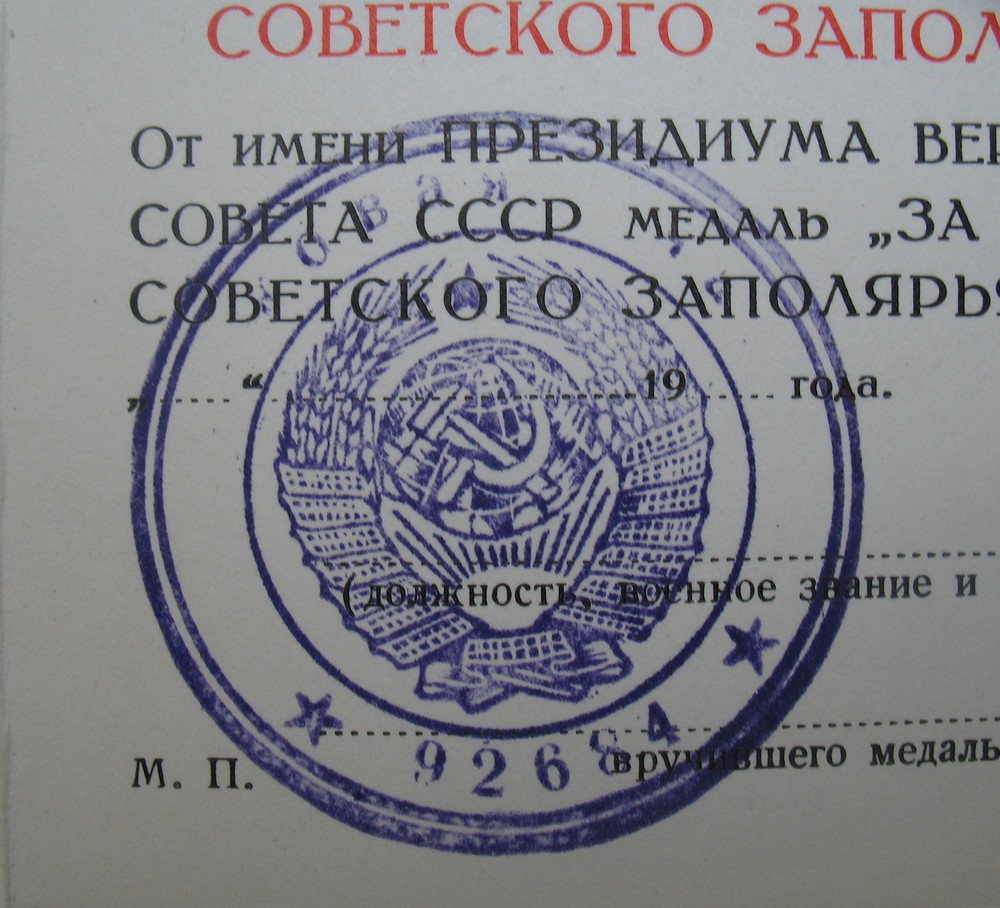 СОВЕТСКОГО ЗАПОЛ
От имени ПРЕЗИДИУМА ВЕР
СОВЕТА СССР медаль „ЗА
СОВЕТСКОГО ЗАПОЛЯРЬЯ
„ “ 19 года.
(должность, военное звание и
вручившего медаль
М. П.
92684